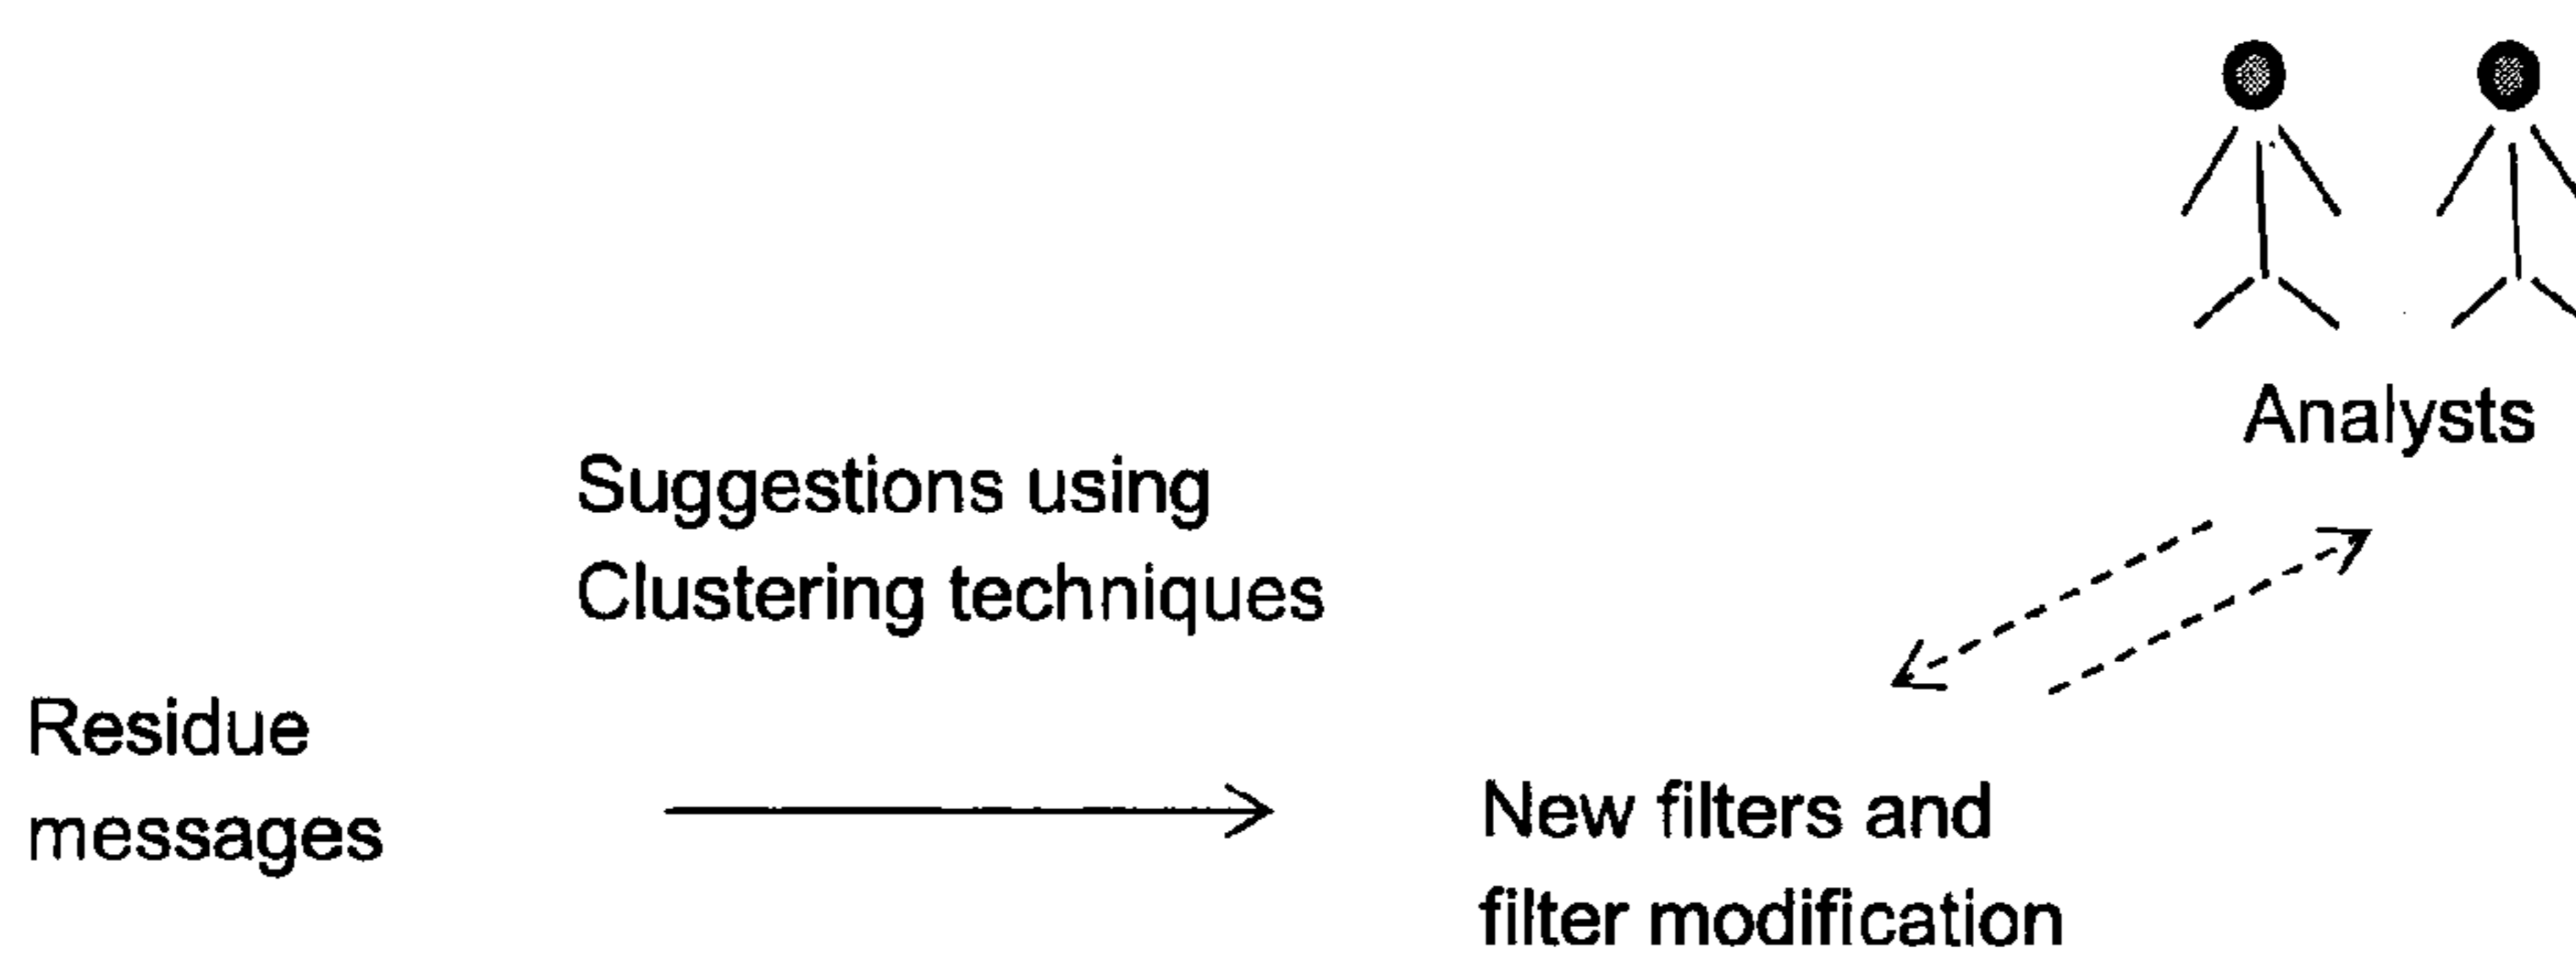 Analysts
Suggestions using
Clustering techniques
Residue
messages
New filters and
filter modification